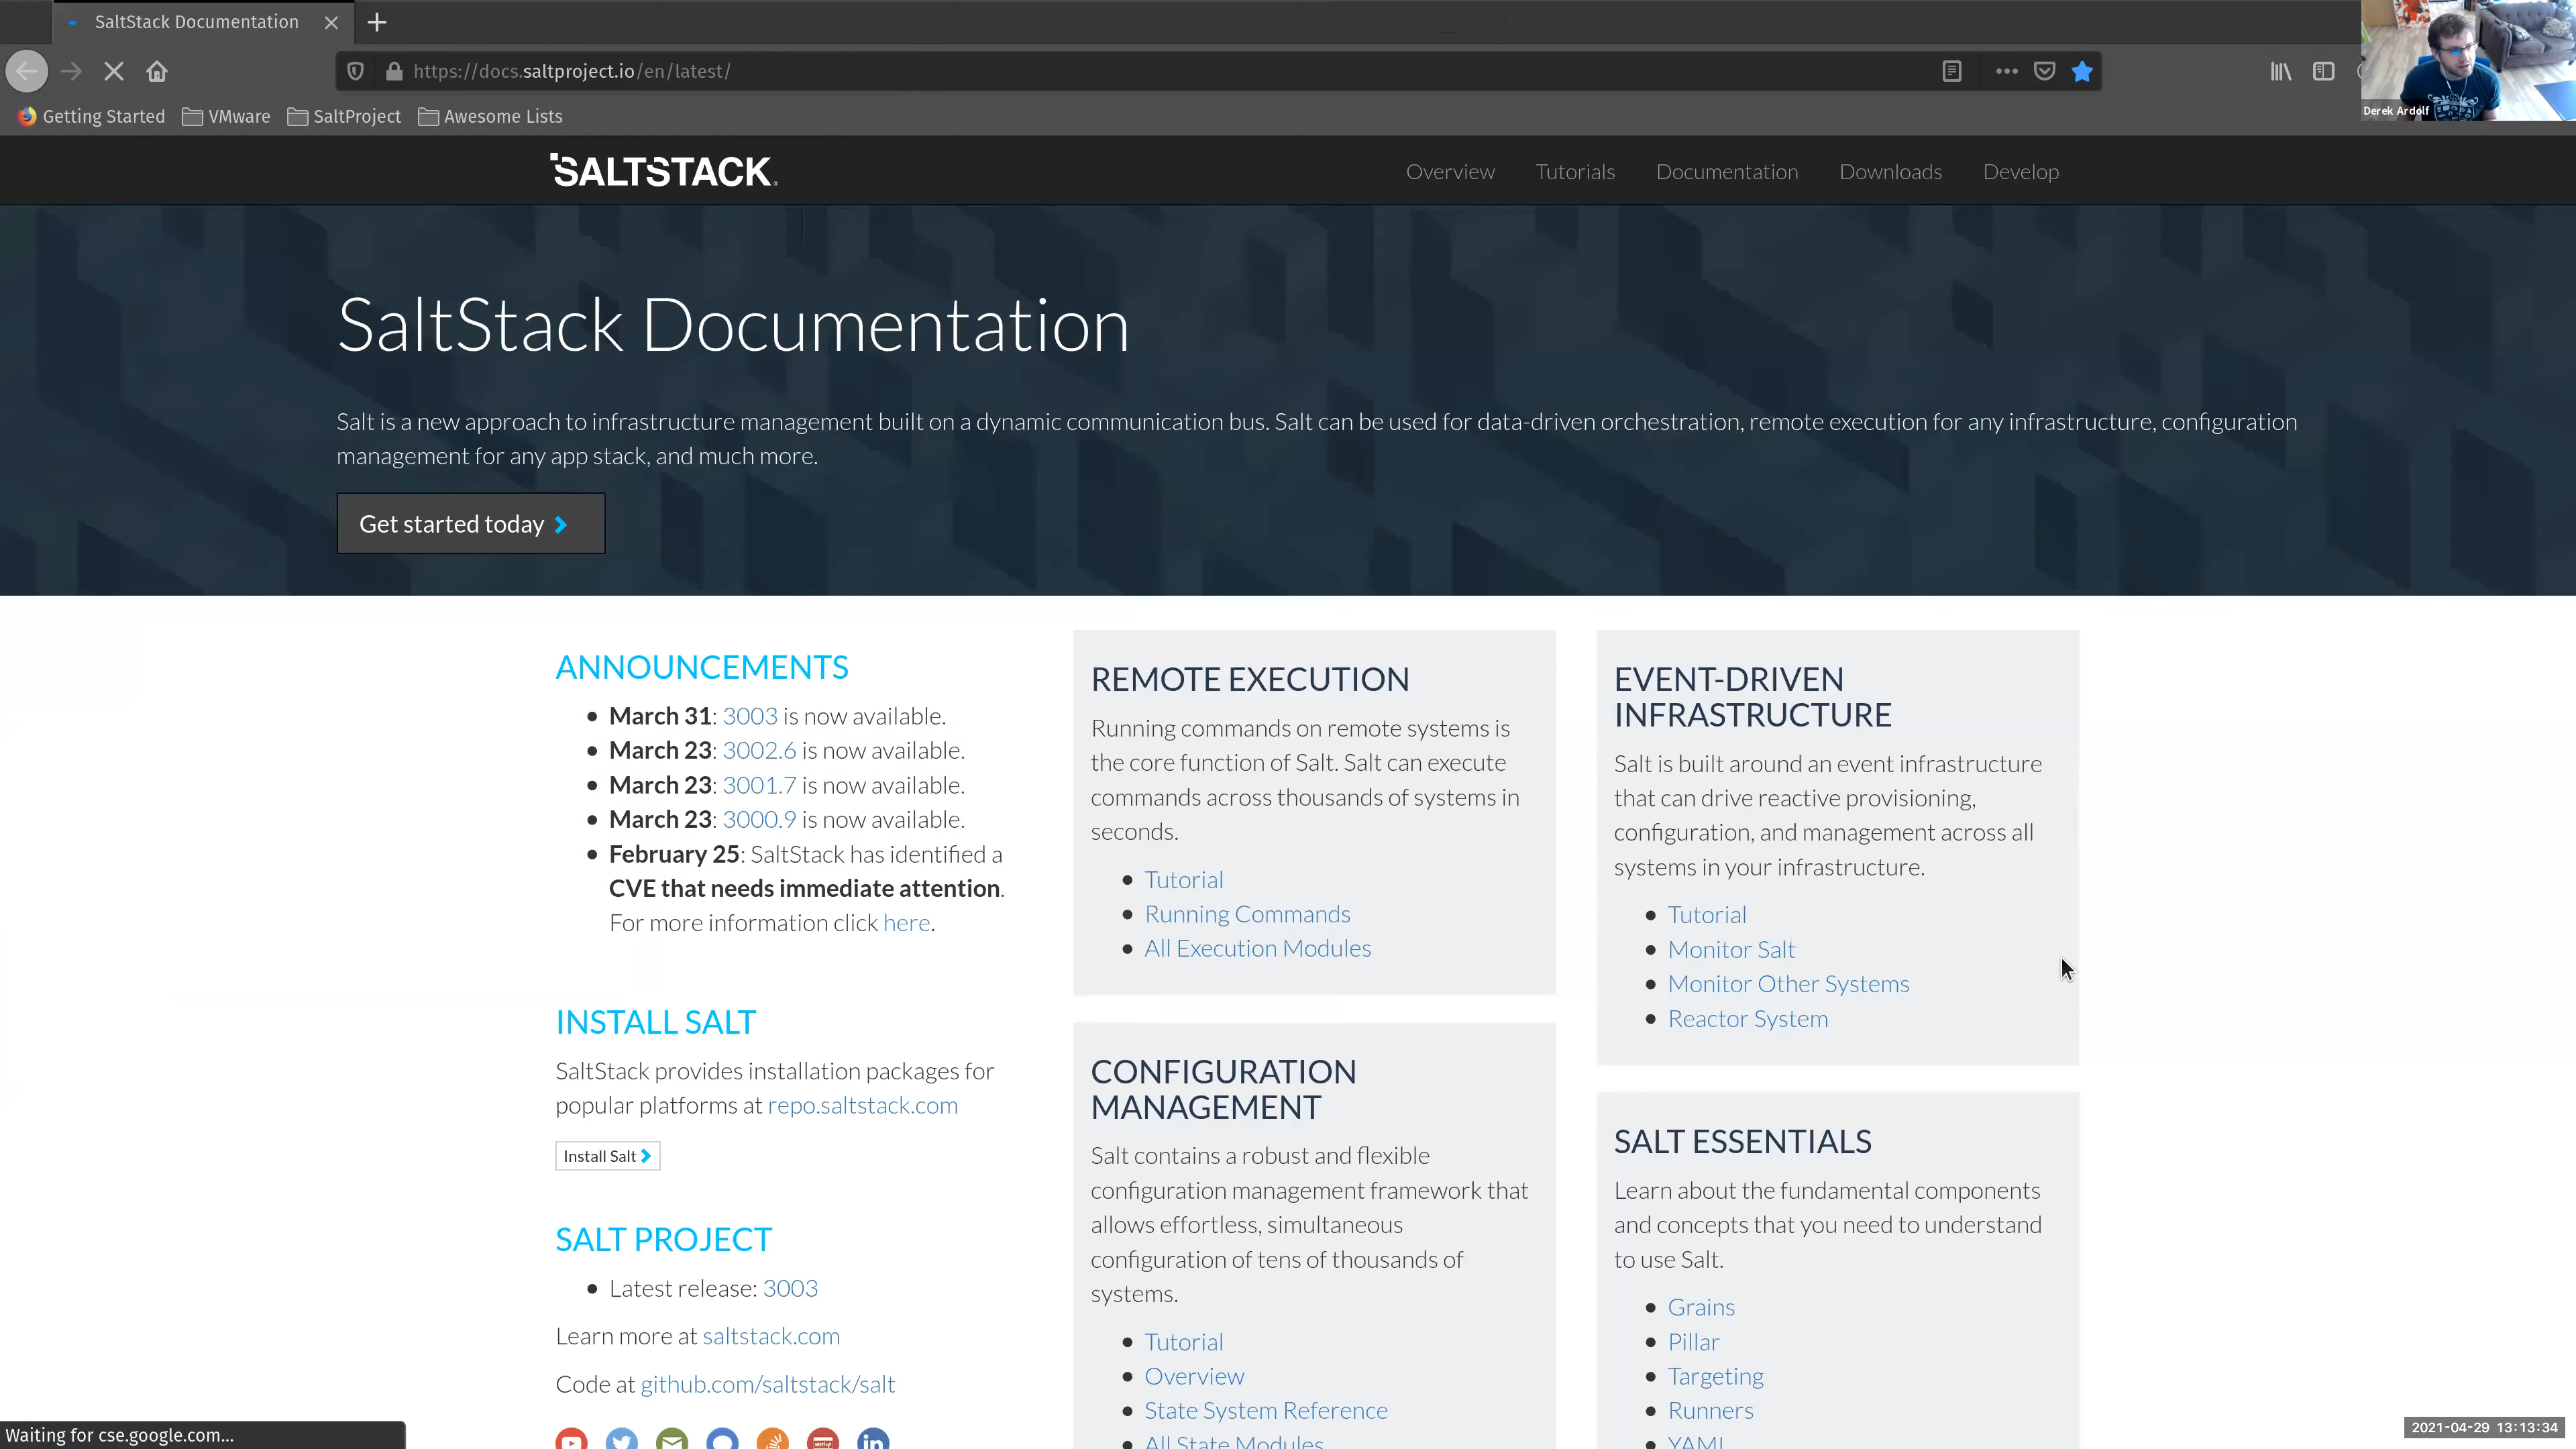 SaltStack Documentation
https://docs.saltproject.io/en/latest/
Getting Started
VMware
SaltProject
Awesome Lists
Derek Ardolf
SALTSTACK
Overview
Tutorials
Documentation
Downloads
Develop
SaltStack Documentation
Salt is a new approach to infrastructure management built on a dynamic communication bus. Salt can be used for data-driven orchestration, remote execution for any infrastructure, configuration
management for any app stack, and much more.
Get started today
ANNOUNCEMENTS
March 31: 3003 is now available.
March 23: 3002.6 is now available.
March 23: 3001.7 is now available.
March 23: 3000.9 is now available.
February 25: SaltStack has identified a
CVE that needs immediate attention.
For more information click here.
INSTALL SALT
SaltStack provides installation packages for
popular platforms at repo.saltstack.com
Install Salt
SALT PROJECT
Latest release: 3003
Learn more at saltstack.com
Code at github.com/saltstack/salt
REMOTE EXECUTION
Running commands on remote systems is
the core function of Salt. Salt can execute
commands across thousands of systems in
seconds.
Tutorial
Running Commands
All Execution Modules
CONFIGURATION
MANAGEMENT
Salt contains a robust and flexible
configuration management framework that
allows effortless, simultaneous
configuration of tens of thousands of
systems.
Tutorial
Overview
State System Reference
All State Modules
EVENT-DRIVEN
INFRASTRUCTURE
Salt is built around an event infrastructure
that can drive reactive provisioning,
configuration, and management across all
systems in your infrastructure.
Tutorial
Monitor Salt
Monitor Other Systems
Reactor System
SALT ESSENTIALS
Learn about the fundamental components
and concepts that you need to understand
to use Salt.
Grains
Pillar
Targeting
Runners
YAML
Waiting for cse.google.com...
2021-04-29 13:13:34